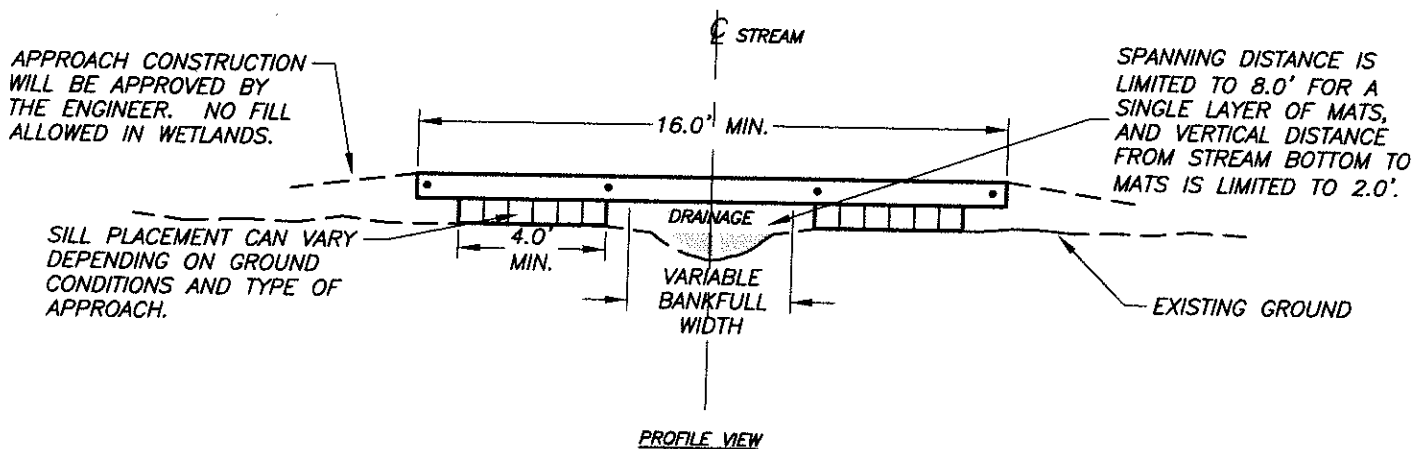 ℄ STREAM
APPROACH CONSTRUCTION
WILL BE APPROVED BY
THE ENGINEER. NO FILL
ALLOWED IN WETLANDS.
SPANNING DISTANCE IS
LIMITED TO 8.0' FOR A
SINGLE LAYER OF MATS,
AND VERTICAL DISTANCE
FROM STREAM BOTTOM TO
MATS IS LIMITED TO 2.0'.
16.0' MIN.
DRAINAGE
SILL PLACEMENT CAN VARY
DEPENDING ON GROUND
CONDITIONS AND TYPE OF
APPROACH.
4.0'
MIN.
VARIABLE
BANKFULL
WIDTH
EXISTING GROUND
PROFILE VIEW